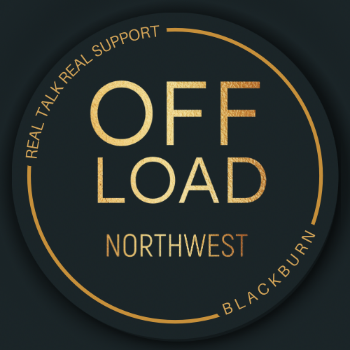 REAL TALK REAL SUPPORT
OFF
LOAD
NORTHWEST
BLACKBURN